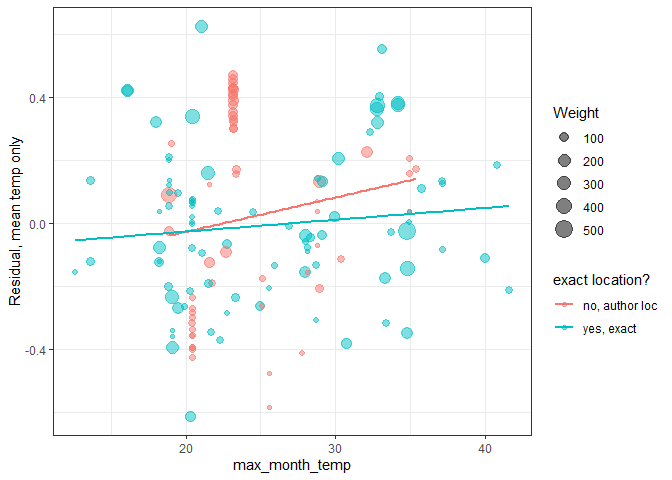 Residual, mean temp only
0.4
0.0
-0.4
20
30
40
max_month_temp
Weight
100
200
300
400
500
exact location?
no, author loc
yes, exact